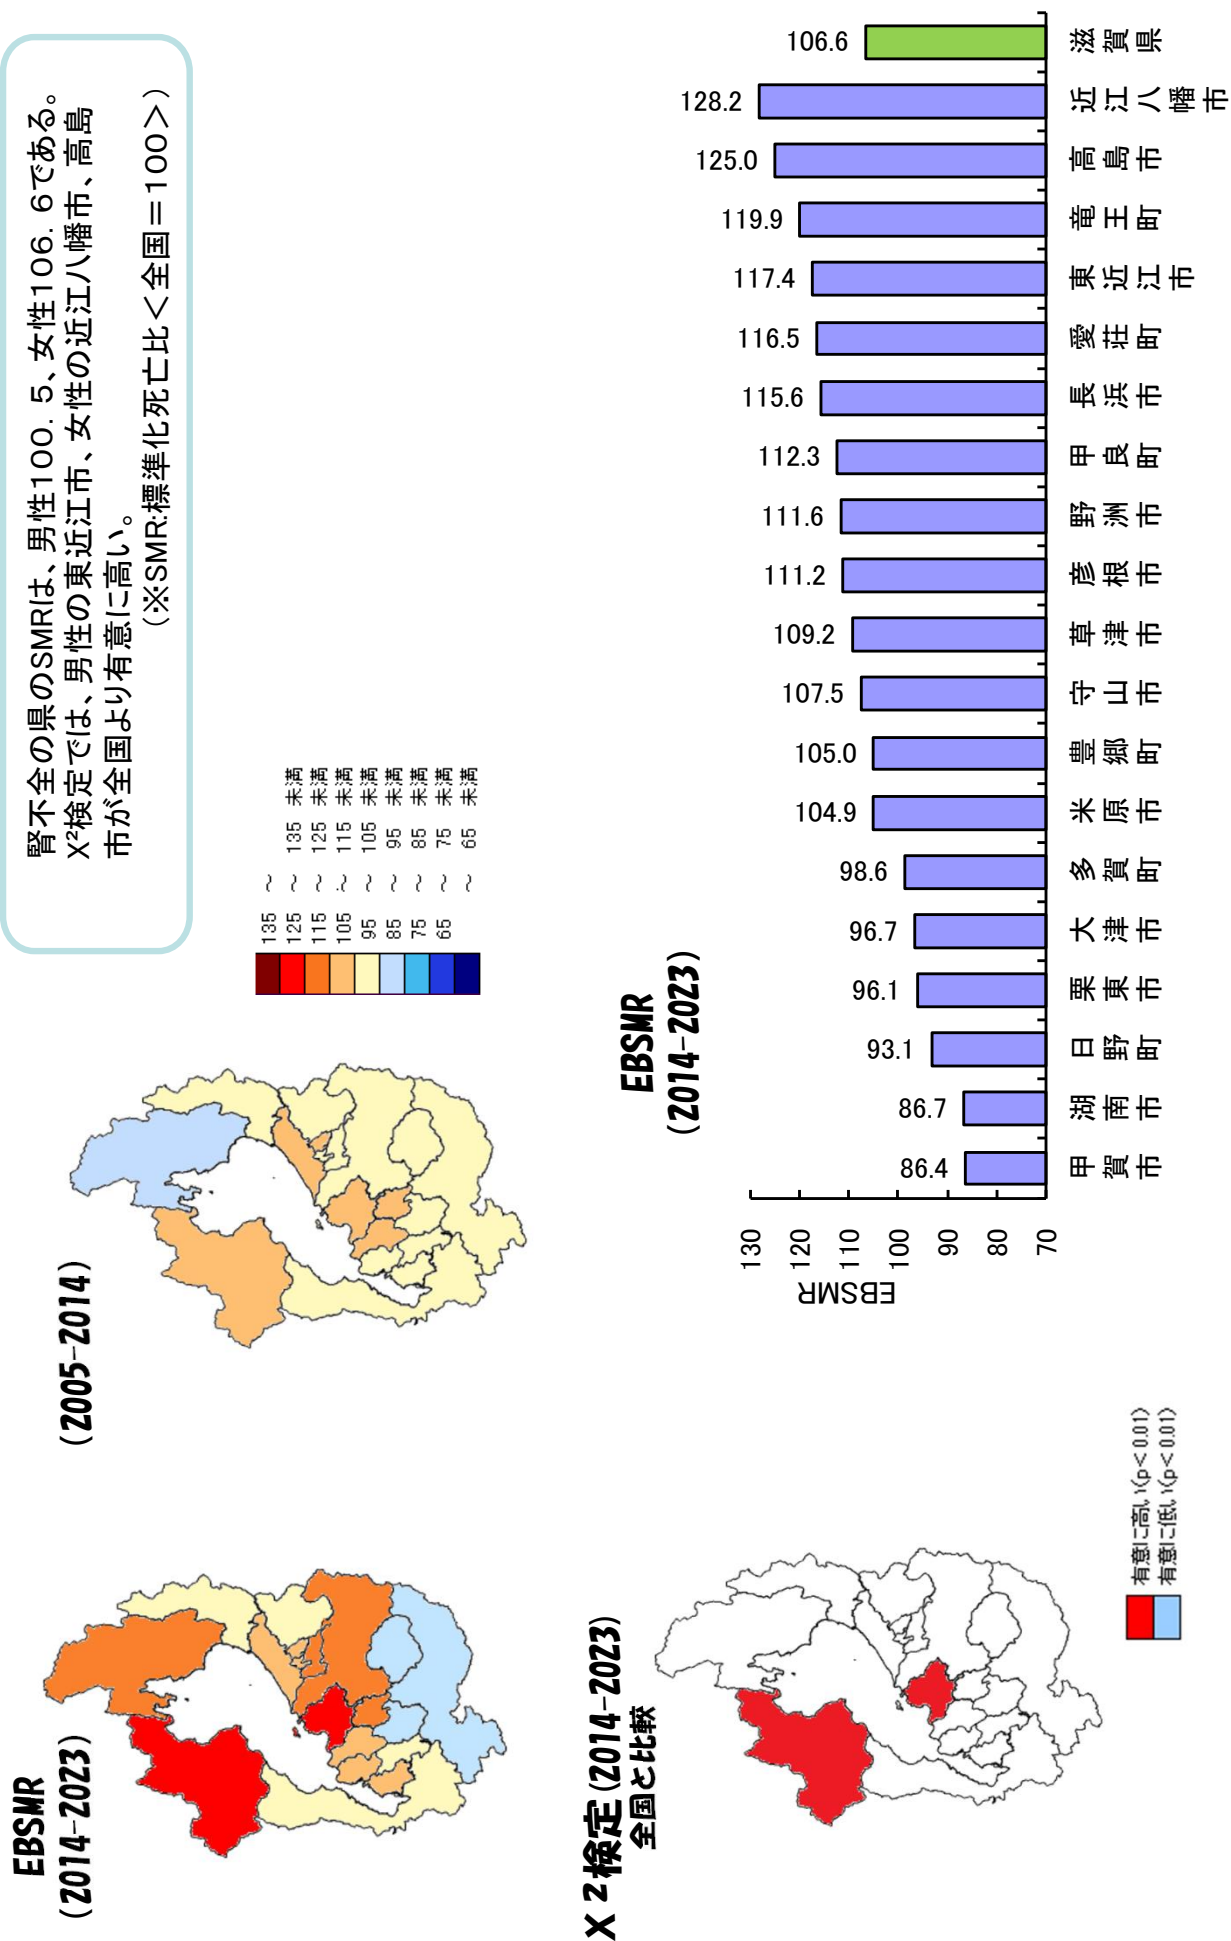 EBSMR
(2014-2023)
(2005-2014)
腎不全の県のSMRは、男性100.5、女性106.6である。
X²検定では、男性の東近江市、女性の近江八幡市、高島
市が全国より有意に高い。
(※SMR:標準化死亡比＜全国＝100＞)
135 ～
125 ～ 135 未満
115 ～ 125 未満
105 ～ 115 未満
95 ～ 105 未満
85 ～ 95 未満
75 ～ 85 未満
65 ～ 75 未満
～ 65 未満
X²検定(2014-2023)
全国と比較
有意に高い(p<0.01)
有意に低い(p<0.01)
EBSMR
(2014-2023)
EBSMR
130
120
110
100
90
80
70
86.4
86.7
93.1
96.1
96.7
98.6
104.9
105.0
107.5
109.2
111.2
111.6
112.3
115.6
116.5
117.4
119.9
125.0
128.2
106.6
甲賀市
湖南市
日野町
栗東市
大津市
多賀町
米原市
豊郷町
守山市
草津市
彦根市
野洲市
甲良町
長浜市
愛荘町
東近江市
竜王町
高島市
近江八幡市
滋賀県